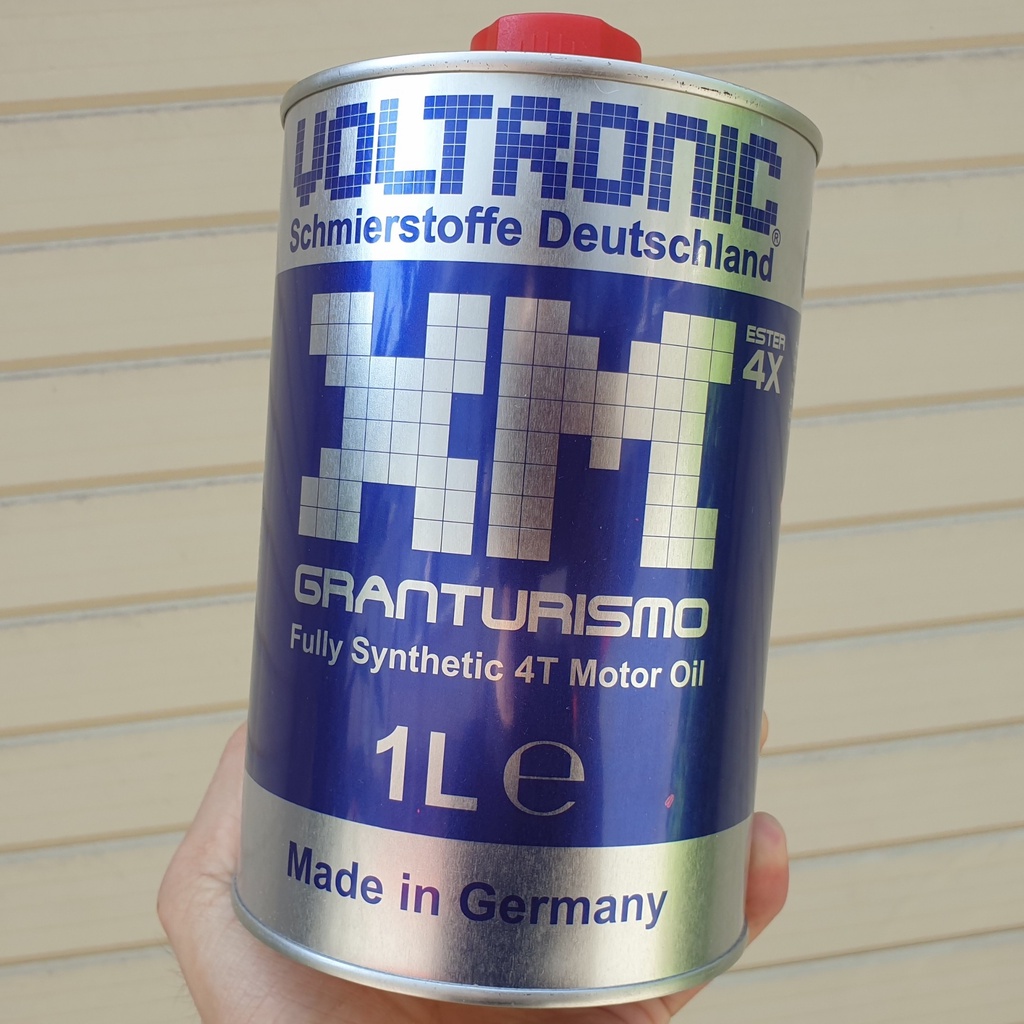 VOLTRONIC®
Schmierstoffe Deutschland
XM
ESTER
4X
GRANTURISMO
Fully Synthetic 4T Motor Oil
1L ℮
Made in Germany